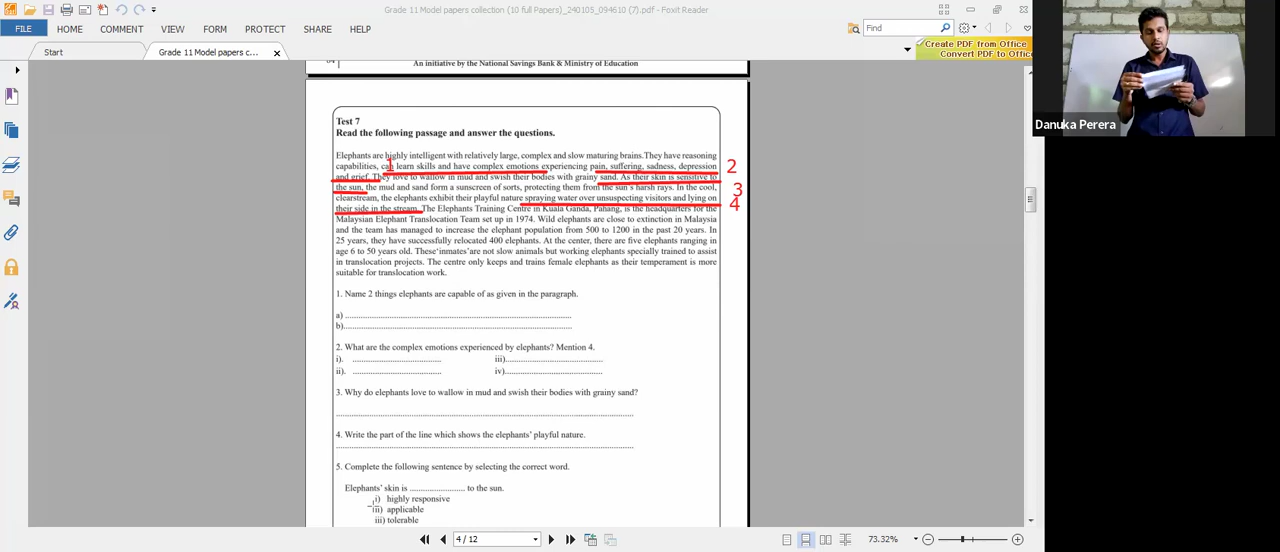 Grade 11 Model papers collection (10 full Papers)_240105_094610 (7).pdf - Foxit Reader
FILE HOME COMMENT VIEW FORM PROTECT SHARE HELP
Find
Start
Grade 11 Model papers c...
Create PDF from Office
Convert PDF to Offic
An initiative by the National Savings Bank & Ministry of Education
Test 7
Read the following passage and answer the questions.
Elephants are highly intelligent with relatively large, complex and slow maturing brains.They have reasoning
1
capabilities, can learn skills and have complex emotions experiencing pain, suffering, sadness, depression
2
and grief. They love to wallow in mud and swish their bodies with grainy sand. As their skin is sensitive to
the sun, the mud and sand form a sunscreen of sorts, protecting them from the sun's harsh rays. In the cool,
3
clearstream, the elephants exhibit their playful nature spraying water over unsuspecting visitors and lying on
4
their side in the stream. The Elephants Training Centre in Kuala Ganda, Pahang, is the headquarters for the
Malaysian Elephant Translocation Team set up in 1974. Wild elephants are close to extinction in Malaysia
and the team has managed to increase the elephant population from 500 to 1200 in the past 20 years. In
25 years, they have successfully relocated 400 elephants. At the center, there are five elephants ranging in
age 6 to 50 years old. These'inmates'are not slow animals but working elephants specially trained to assist
in translocation projects. The centre only keeps and trains female elephants as their temperament is more
suitable for translocation work.
1. Name 2 things elephants are capable of as given in the paragraph.
a) ....................
b)....................
2. What are the complex emotions experienced by elephants? Mention 4.
i). .................... iii)....................
ii). .................... iv)....................
3. Why do elephants love to wallow in mud and swish their bodies with grainy sand?
....................
4. Write the part of the line which shows the elephants' playful nature.
....................
5. Complete the following sentence by selecting the correct word.
Elephants' skin is .................... to the sun.
i) highly responsive
(ii) applicable
iii) tolerable
4 / 12
73.32%
Danuka Perera